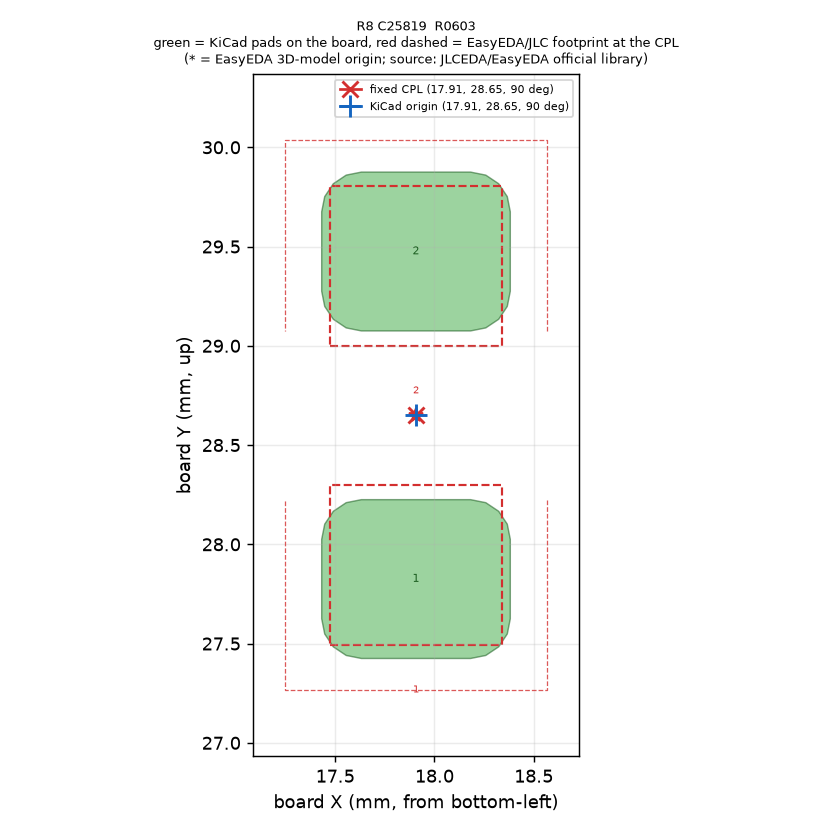 R8 C25819  R0603
green = KiCad pads on the board, red dashed = EasyEDA/JLC footprint at the CPL
(* = EasyEDA 3D-model origin; source: JLCEDA/EasyEDA official library)
fixed CPL (17.91, 28.65, 90 deg)
KiCad origin (17.91, 28.65, 90 deg)
30.0
29.5
29.0
28.5
28.0
27.5
27.0
2
2
1
1
17.5 18.0 18.5
board X (mm, from bottom-left)
board Y (mm, up)